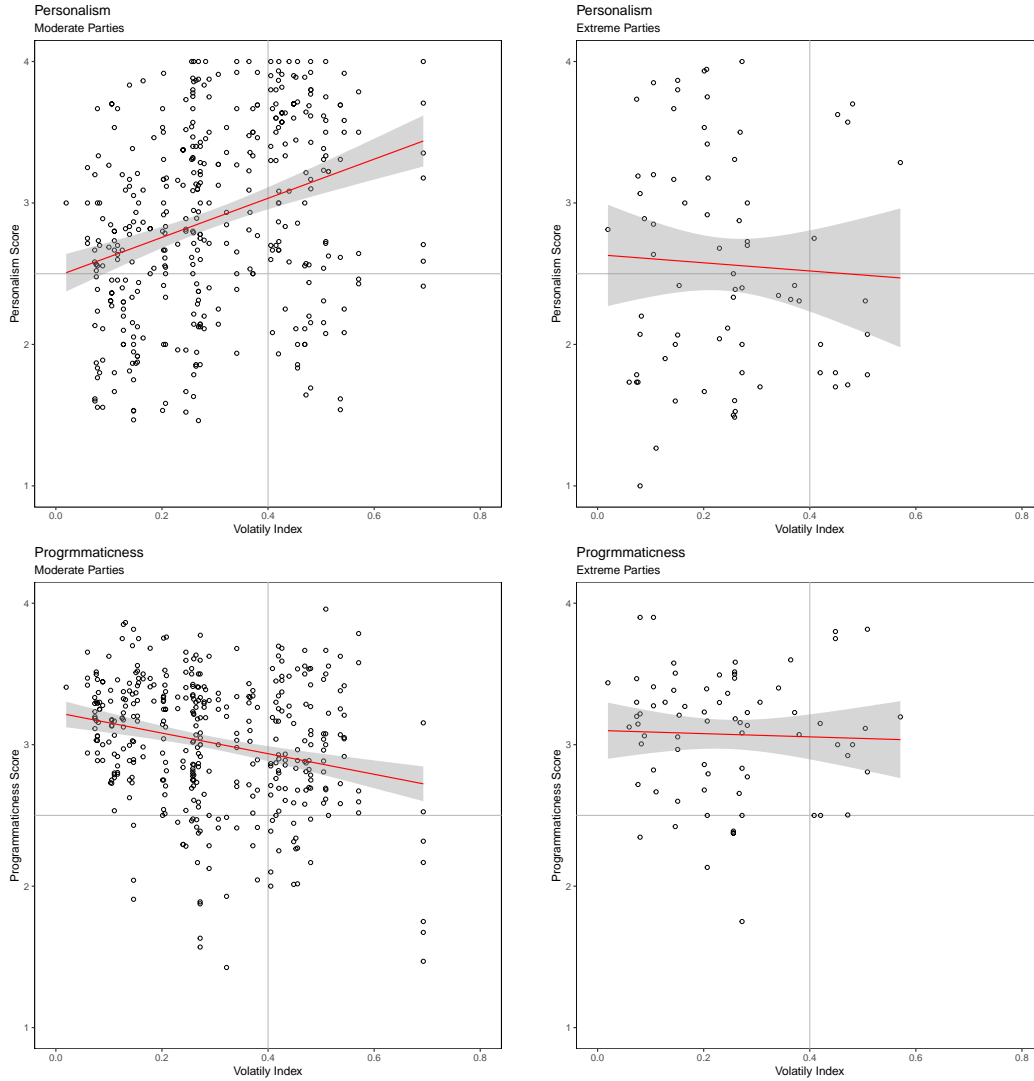 Personalism
Moderate Parties
4
3
2
1
Personalism Score
0.0 0.2 0.4 0.6 0.8
Volatily Index
Personalism
Extreme Parties
4
3
2
1
Personalism Score
0.0 0.2 0.4 0.6 0.8
Volatily Index
Progrmmaticness
Moderate Parties
4
3
2
1
Programmaticness Score
0.0 0.2 0.4 0.6 0.8
Volatily Index
Progrmmaticness
Extreme Parties
4
3
2
1
Programmaticness Score
0.0 0.2 0.4 0.6 0.8
Volatily Index